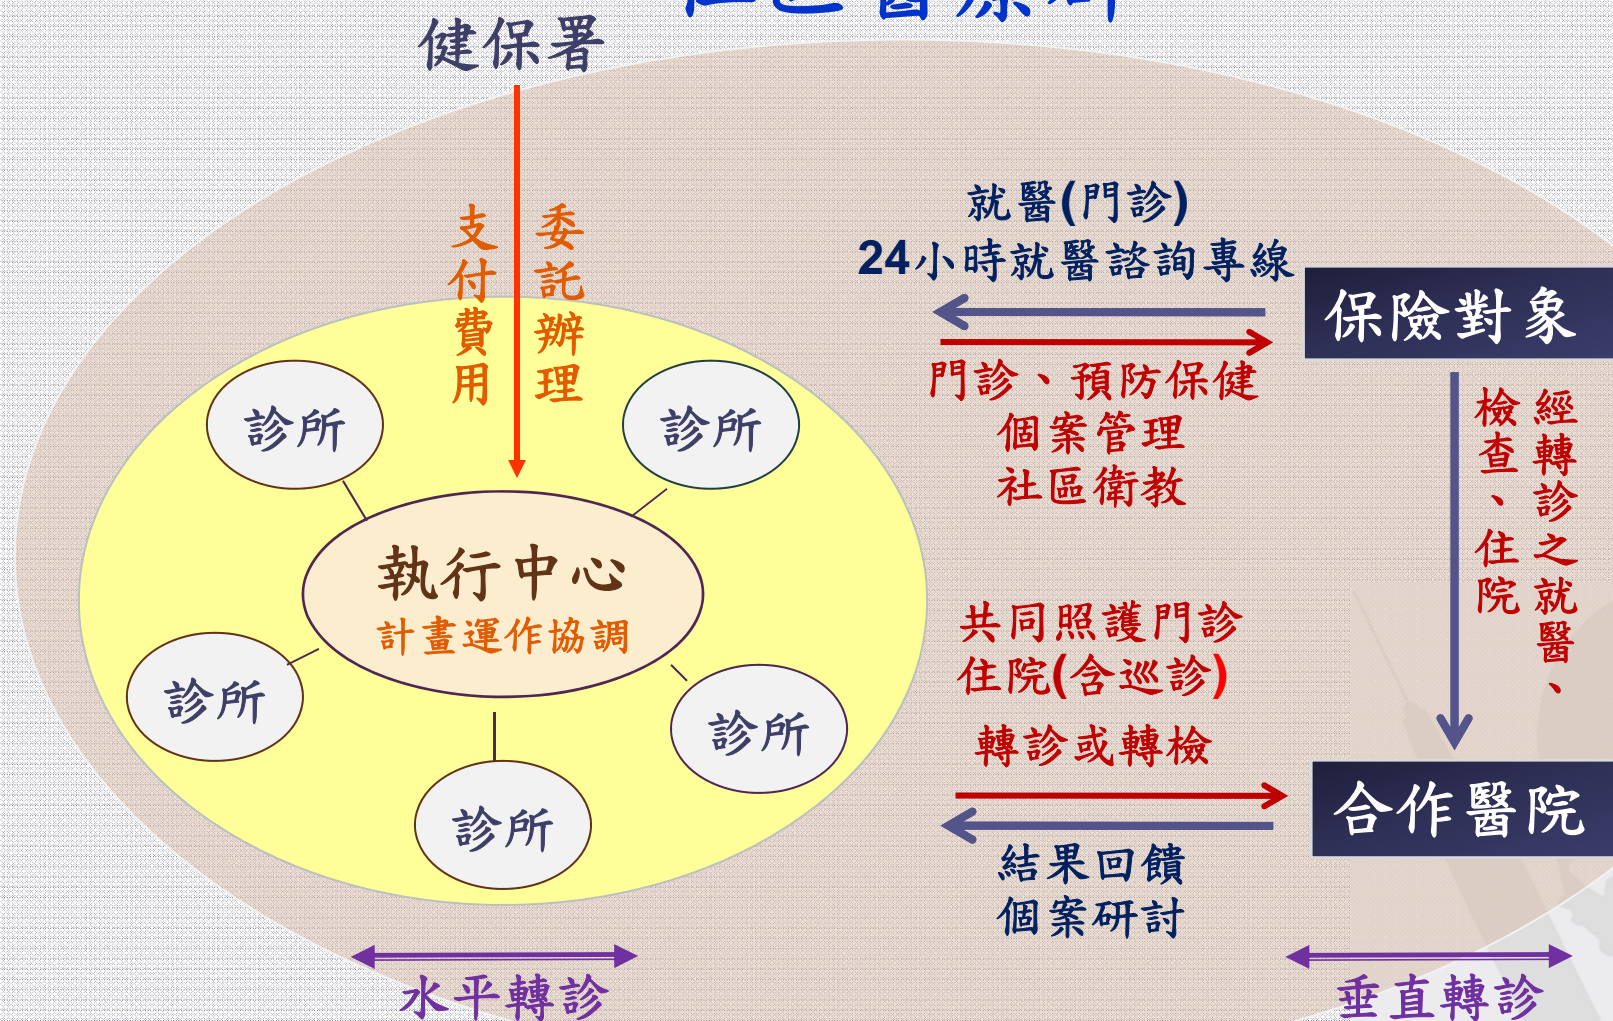 健保署
支付費用
委託辦理
就醫(門診)
24小時就醫諮詢專線
保險對象
門診、預防保健
個案管理
社區衛教
經轉診之就醫、
檢查、住院
診所
診所
執行中心
計畫運作協調
診所
診所
診所
共同照護門診
住院(含巡診)
轉診或轉檢
合作醫院
結果回饋
個案研討
水平轉診
垂直轉診